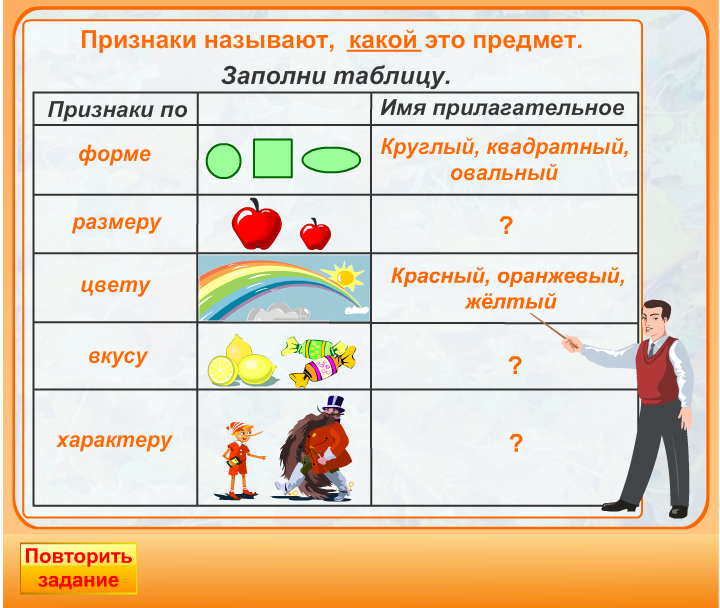 Признаки называют, какой это предмет.
Заполни таблицу.
Признаки по
Имя прилагательное
форме
Круглый, квадратный,
овальный
размеру
?
цвету
Красный, оранжевый,
жёлтый
вкусу
?
характеру
?
Повторить
задание